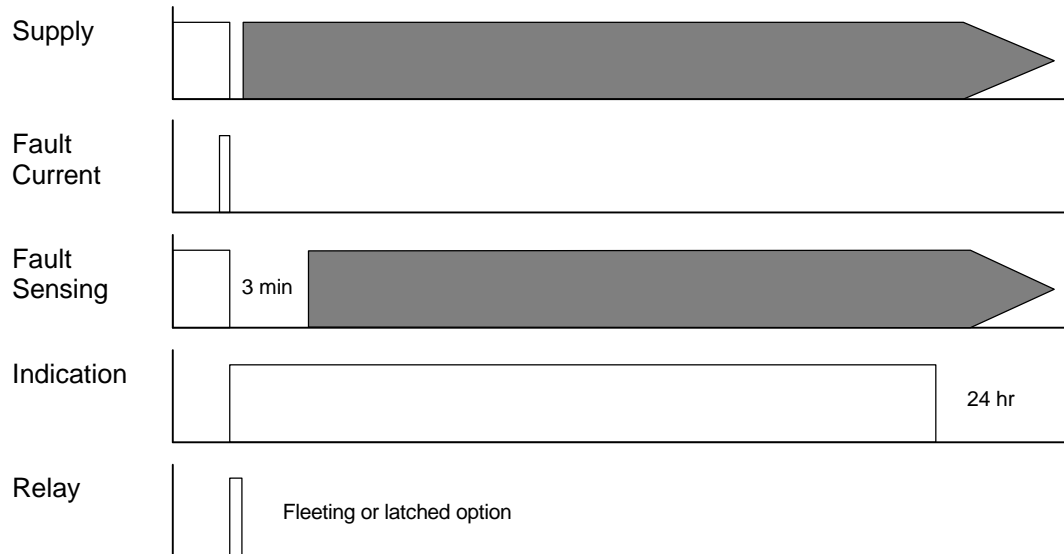 Supply
Fault
Current
Fault
Sensing
3 min
Indication
24 hr
Relay
Fleeting or latched option